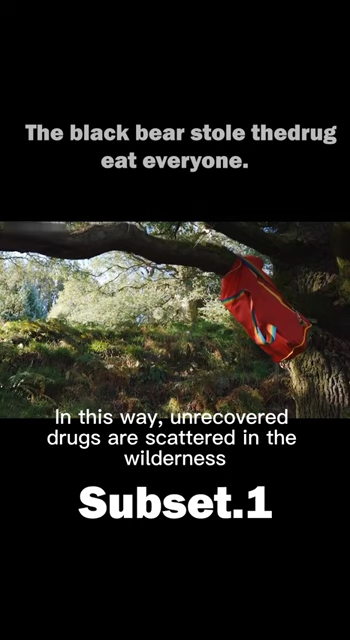 The black bear stole thedrug
eat everyone.
In this way, unrecovered
drugs are scattered in the
wilderness
Subset.1